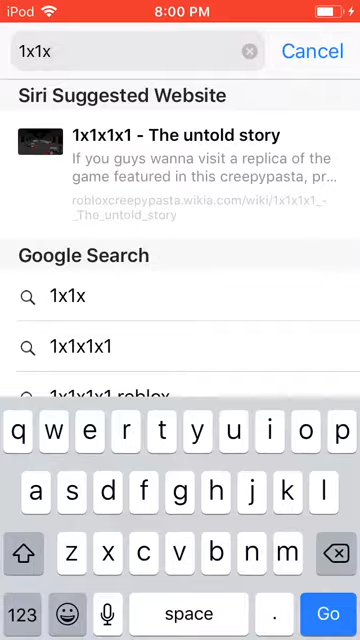 iPod 8:00 PM
1x1x Cancel
Siri Suggested Website
1x1x1x1 - The untold story
If you guys wanna visit a replica of the
game featured in this creepypasta, pr...
robloxcreepypasta.wikia.com/wiki/1x1x1x1_-
_The_untold_story
Google Search
1x1x
1x1x1x1
1x1x1x1 roblox
q w e r t y u i o p
a s d f g h j k l
z x c v b n m
123 space . Go